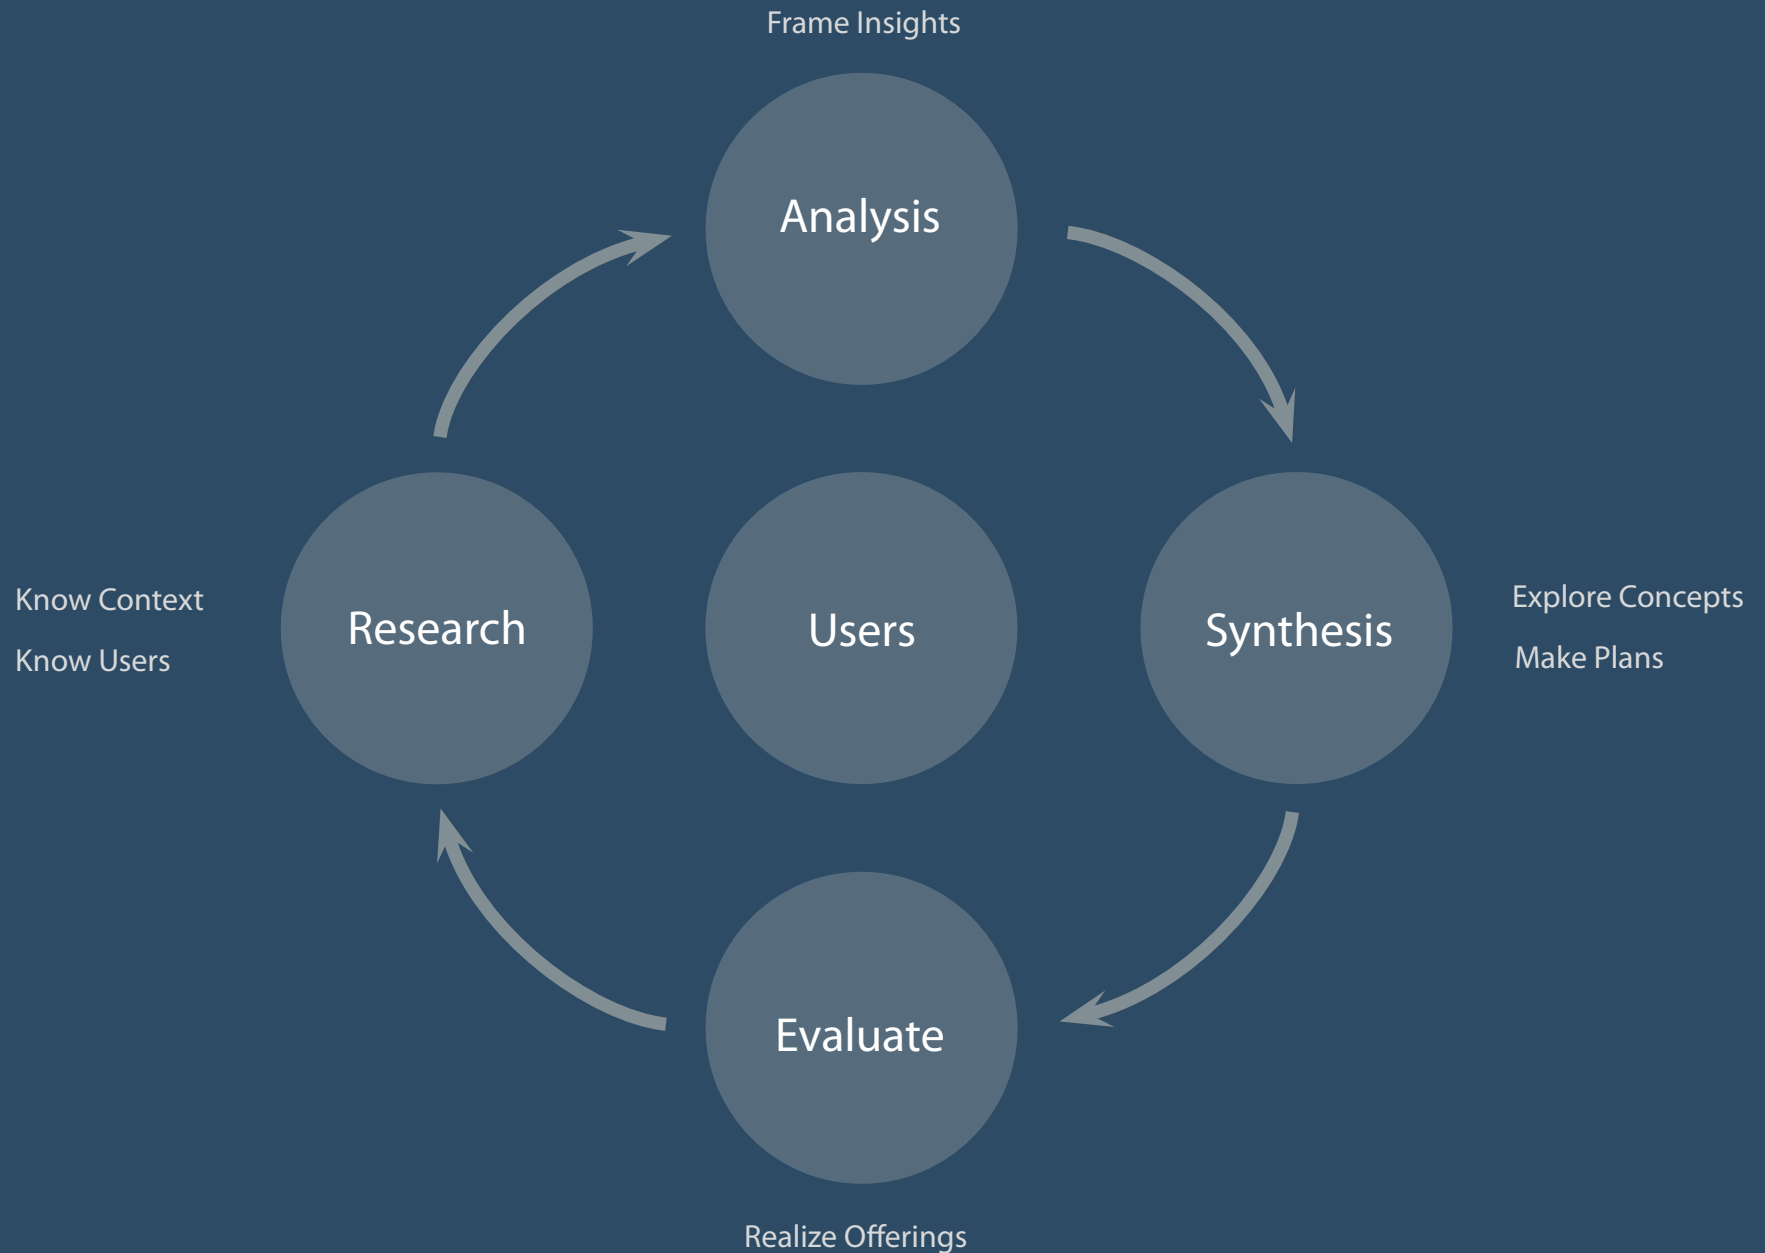 Frame Insights
Analysis
Know Context
Know Users
Research
Users
Synthesis
Explore Concepts
Make Plans
Evaluate
Realize Offerings